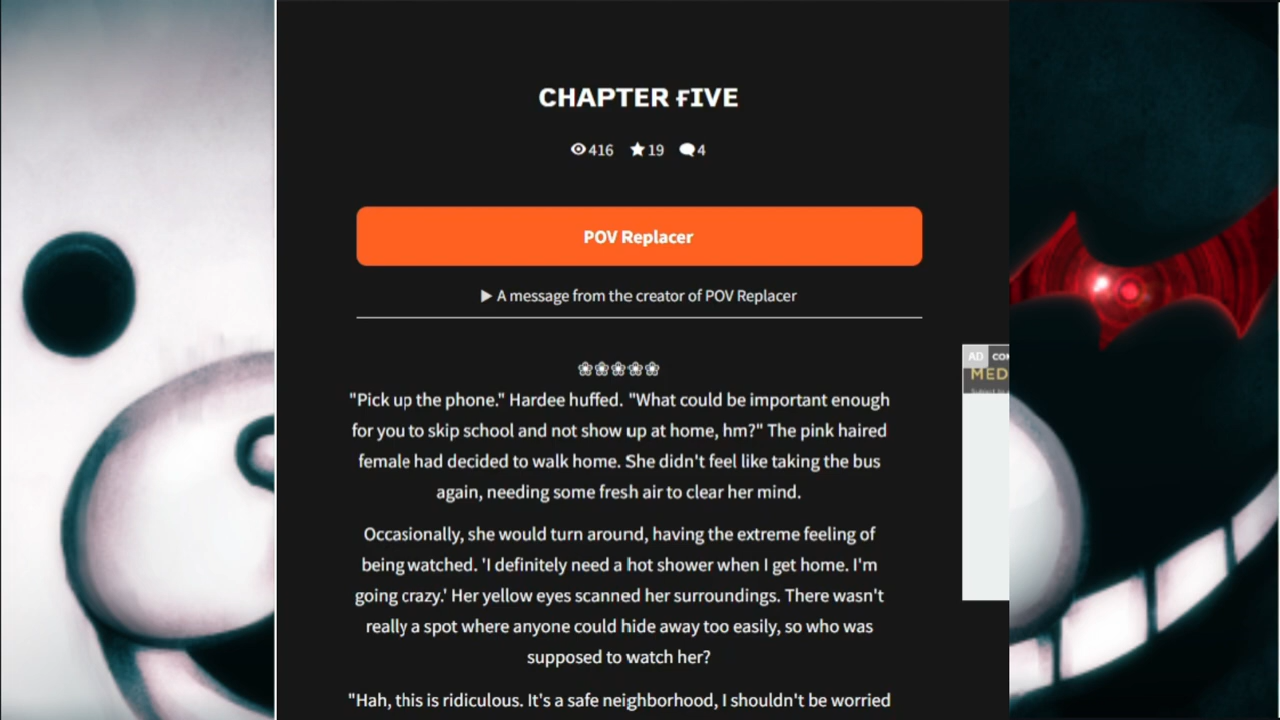 CHAPTER ғIVE
416 19 4
POV Replacer
▶ A message from the creator of POV Replacer
❀❀❀❀❀
"Pick up the phone." Hardee huffed. "What could be important enough
for you to skip school and not show up at home, hm?" The pink haired
female had decided to walk home. She didn't feel like taking the bus
again, needing some fresh air to clear her mind.
Occasionally, she would turn around, having the extreme feeling of
being watched. 'I definitely need a hot shower when I get home. I'm
going crazy.' Her yellow eyes scanned her surroundings. There wasn't
really a spot where anyone could hide away too easily, so who was
supposed to watch her?
"Hah, this is ridiculous. It's a safe neighborhood, I shouldn't be worried
AD CON
MED